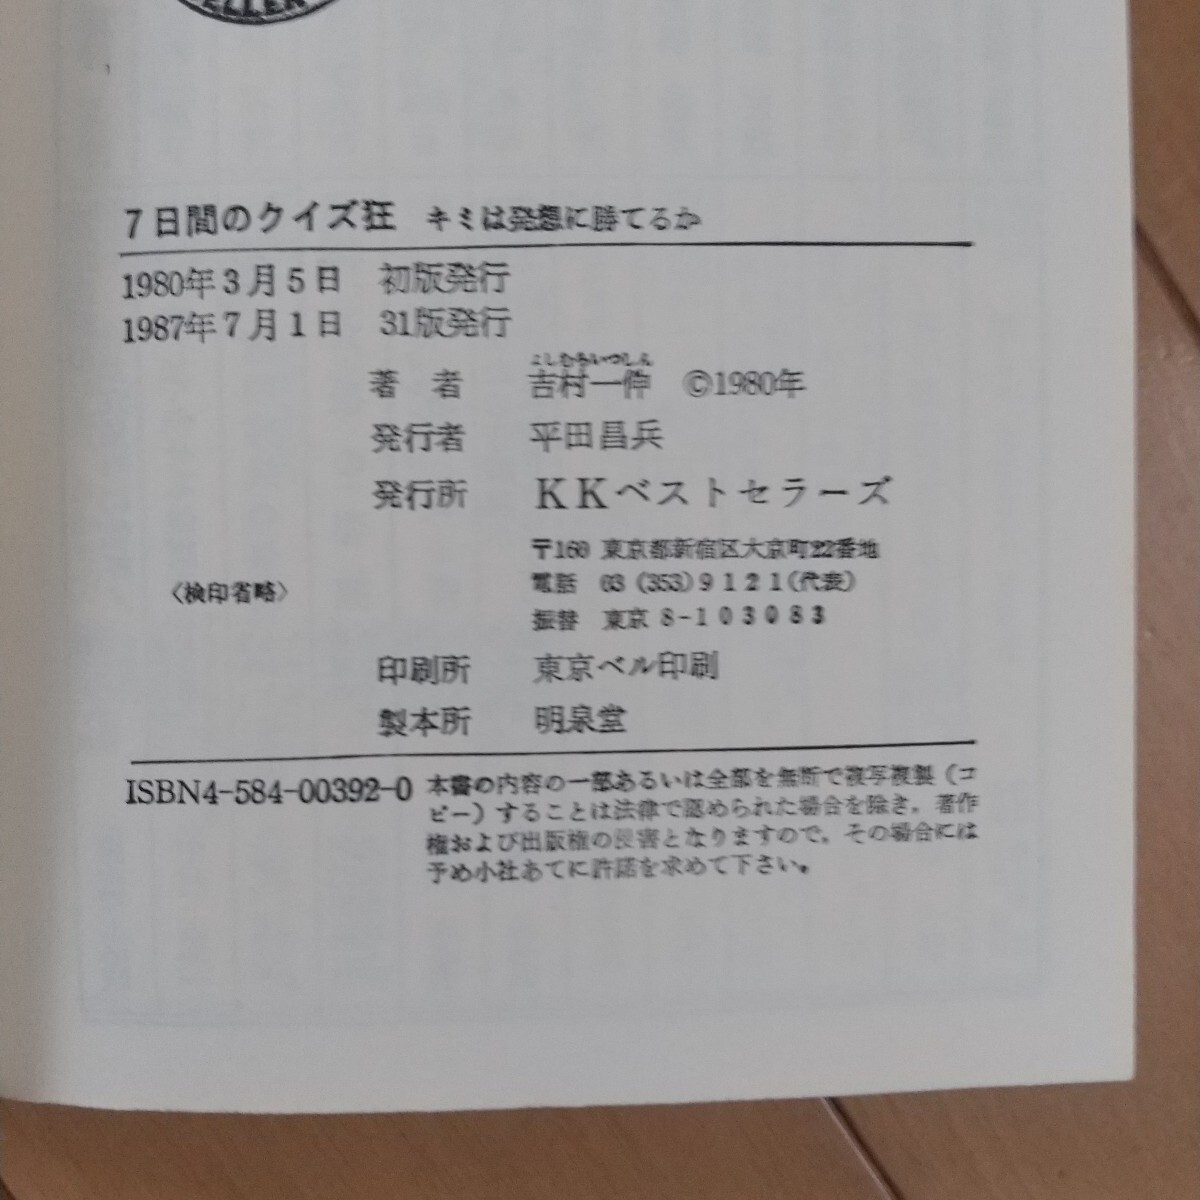 ELLER
7日間のクイズ狂 キミは発想に勝てるか
1980年3月5日 初版発行
1987年7月1日 31版発行
よしむらいつしん
著者 吉村一伸 ©1980年
発行者 平田昌兵
発行所 KKベストセラーズ
〒160 東京都新宿区大京町22番地
電話 03 (353) 9121(代表)
〈検印省略〉
振替 東京 8-103083
印刷所 東京ベル印刷
製本所 明泉堂
ISBN4-584-00392-0
本書の内容の一部あるいは全部を無断で複写複製(コ
ピー)することは法律で認められた場合を除き、著作
権および出版権の侵害となりますので、その場合には
予め小社あてに許諾を求めて下さい。